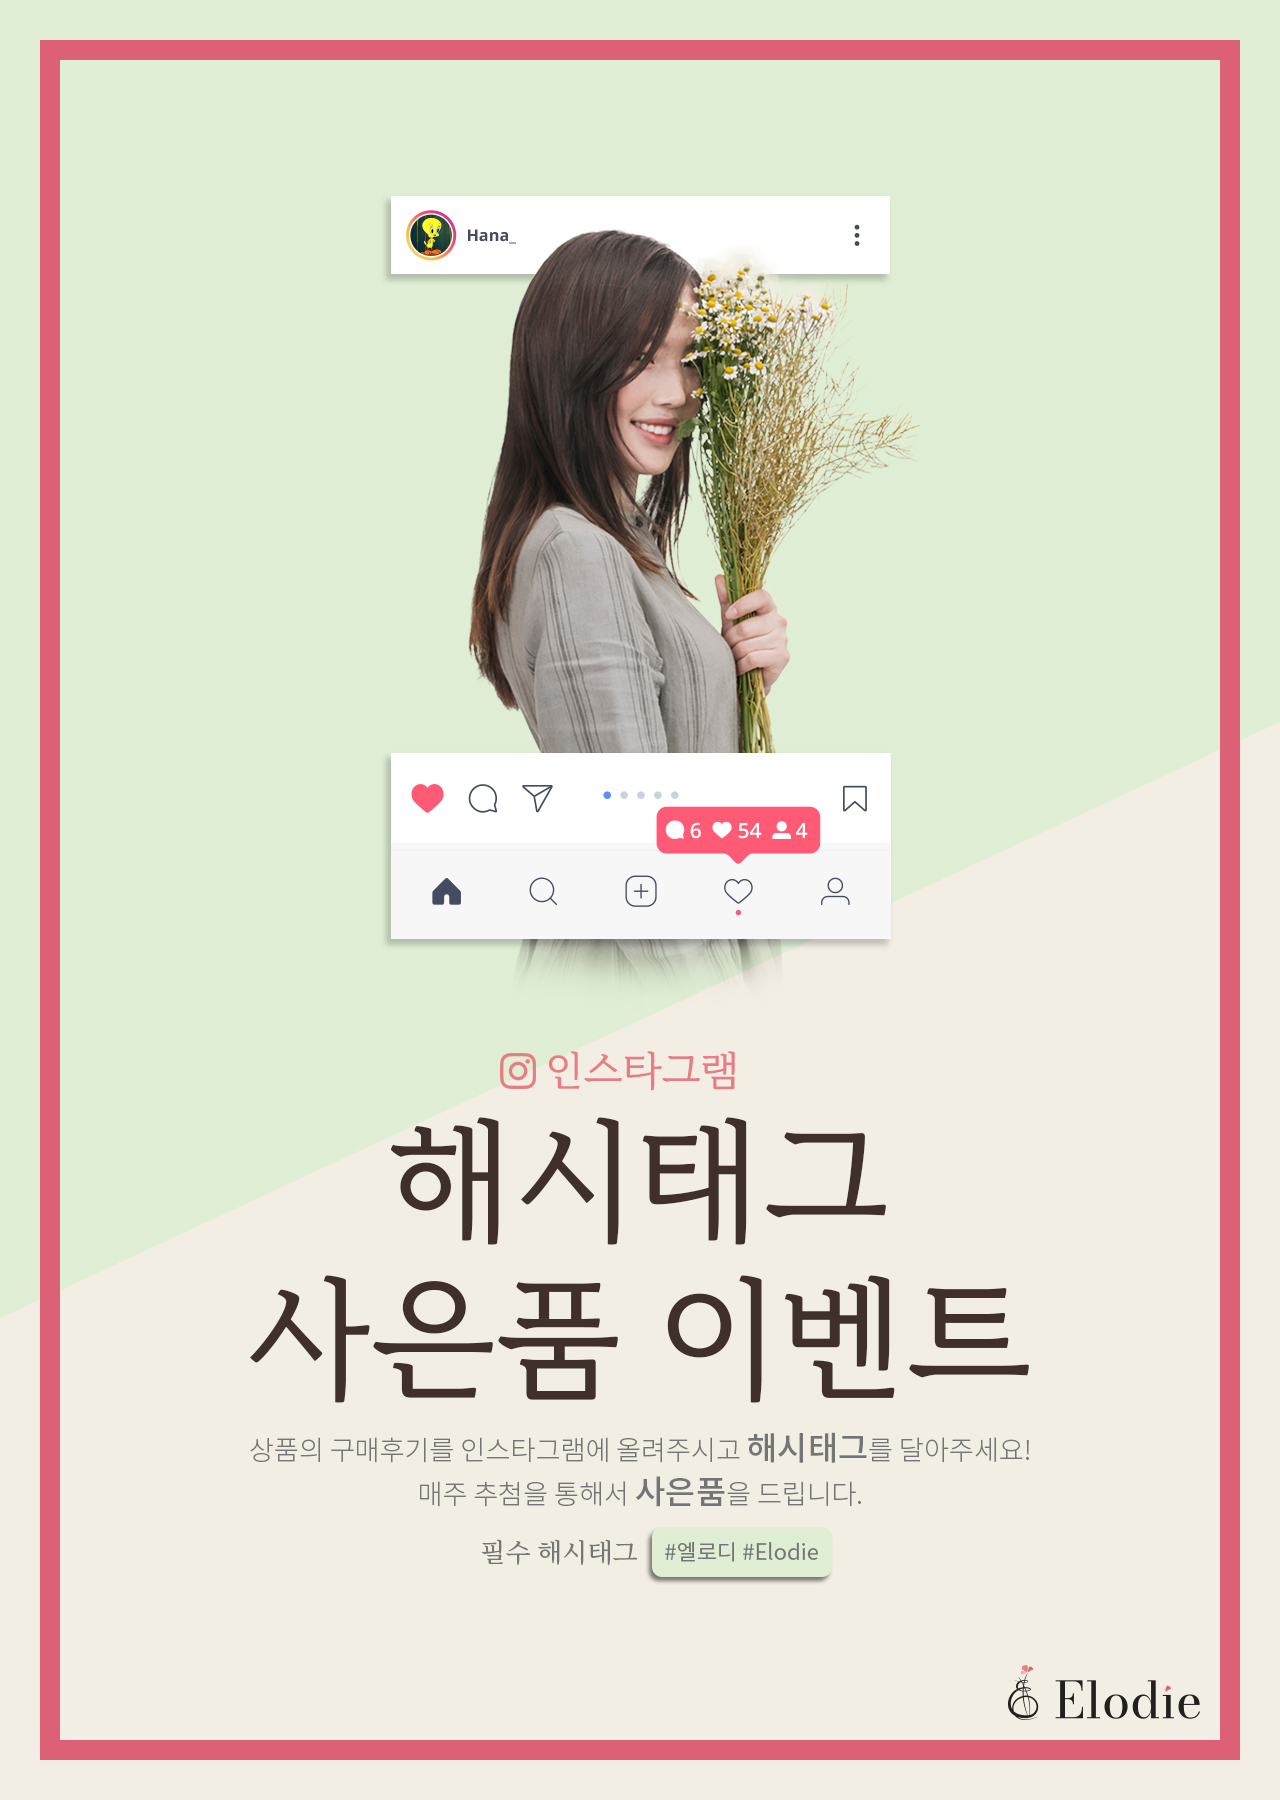 Hana_
6 54 4
인스타그램
해시태그
사은품 이벤트
상품의 구매후기를 인스타그램에 올려주시고 해시태그를 달아주세요!
매주 추첨을 통해서 사은품을 드립니다.
필수 해시태그 #엘로디 #Elodie
Elodie